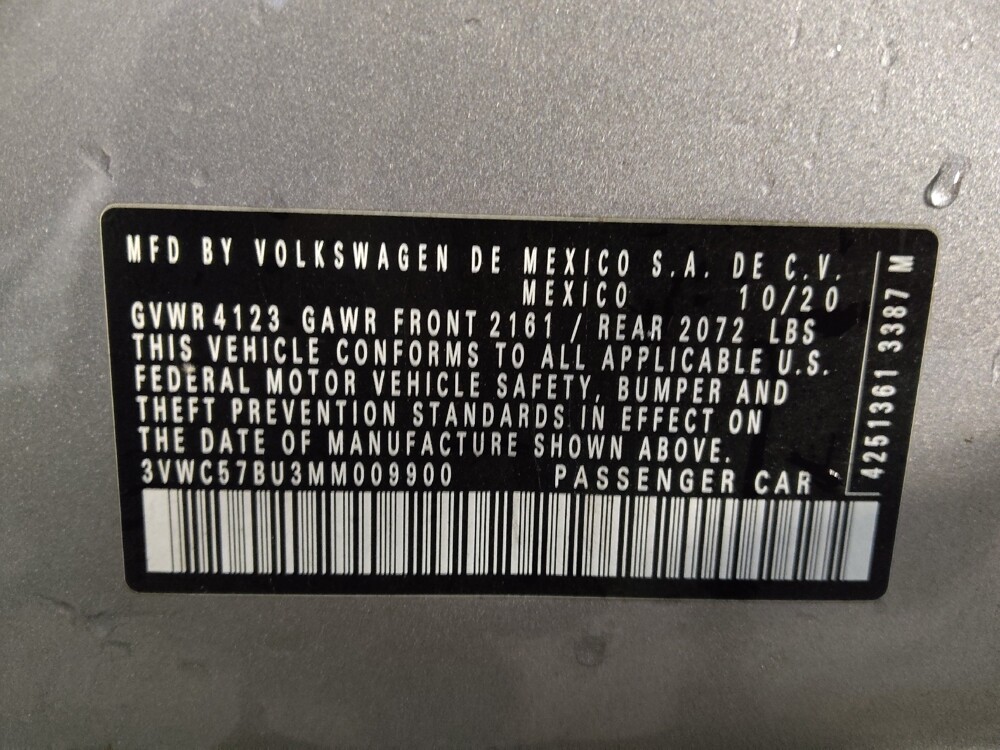 MFD BY VOLKSWAGEN DE MEXICO S.A. DE C.V.
MEXICO 10/20
GVWR 4123 GAWR FRONT 2161 / REAR 2072 LBS
THIS VEHICLE CONFORMS TO ALL APPLICABLE U.S.
FEDERAL MOTOR VEHICLE SAFETY, BUMPER AND
THEFT PREVENTION STANDARDS IN EFFECT ON
THE DATE OF MANUFACTURE SHOWN ABOVE.
3VWC57BU3MM009900 PASSENGER CAR
4251361 3387 M